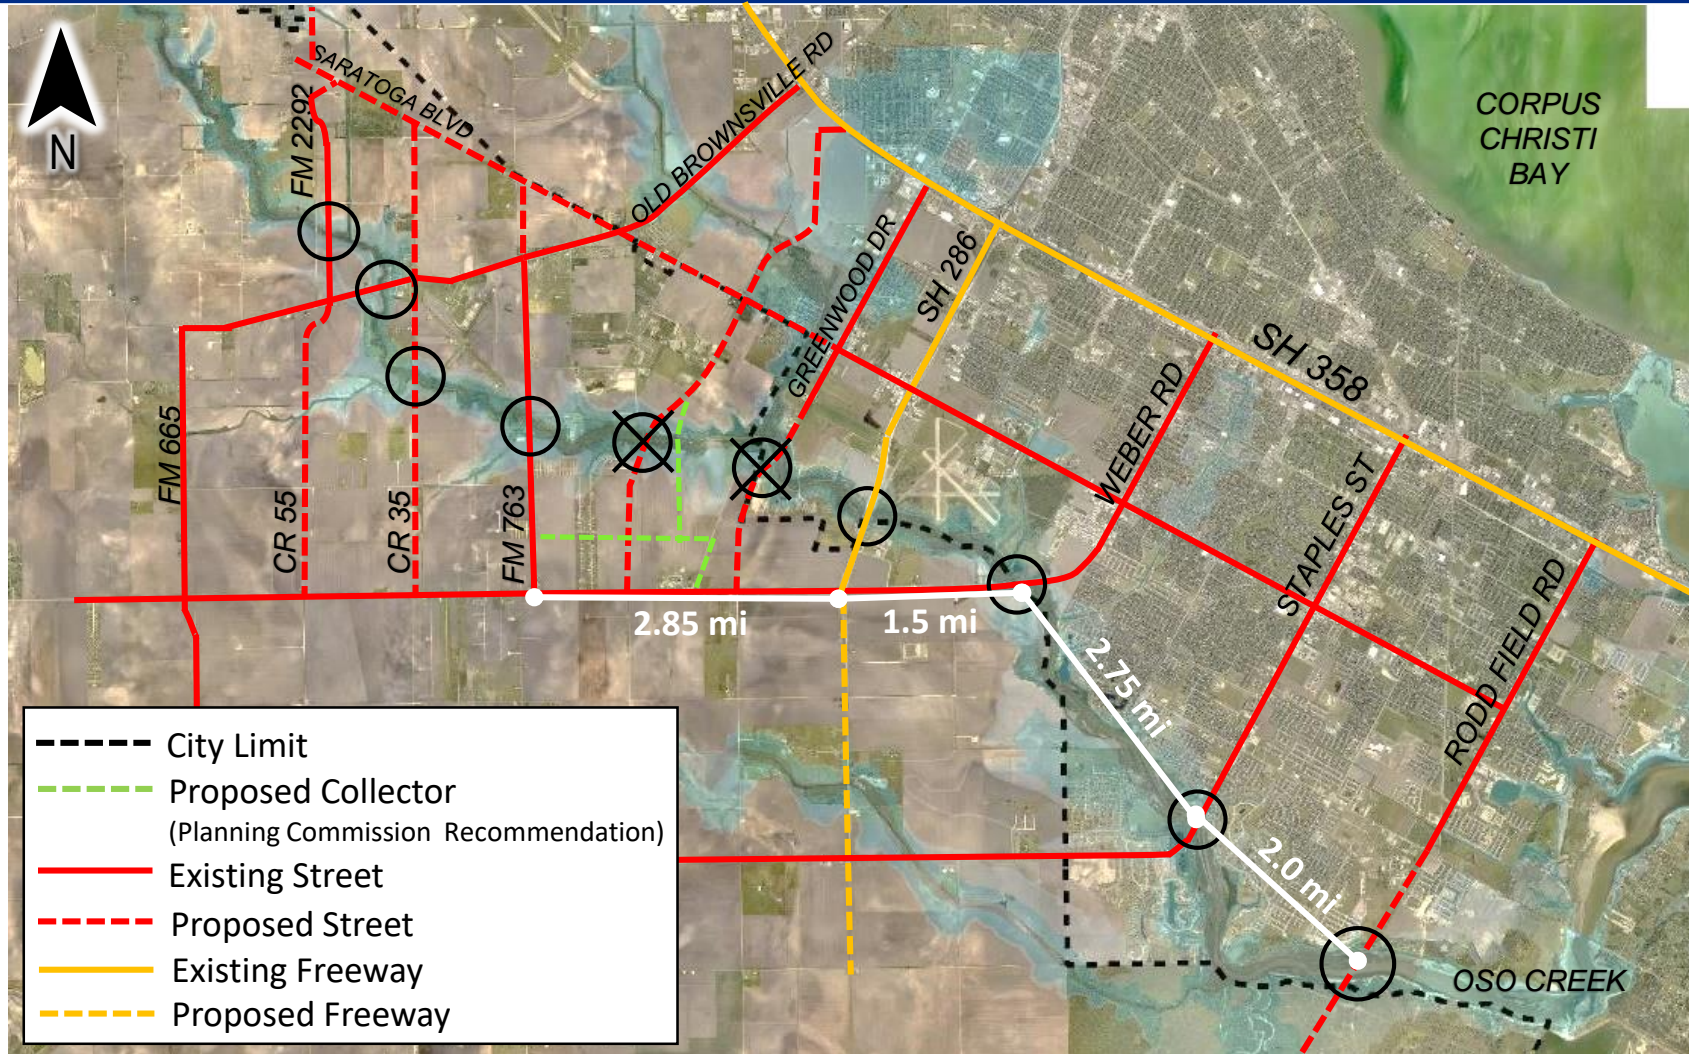 N
SARATOGA BLVD
FM 22292
OLD BROWNSVILLE RD
CORPUS
CHRISTI
BAY
GREENWOOD DR
SH 286
SH 358
FM 665
CR 55
CR 35
FM 763
WEBER RD
STAPLES ST
RODD FIELD RD
2.85 mi
1.5 mi
2.75 mi
2.0 mi
OSO CREEK
City Limit
Proposed Collector
(Planning Commission Recommendation)
Existing Street
Proposed Street
Existing Freeway
Proposed Freeway